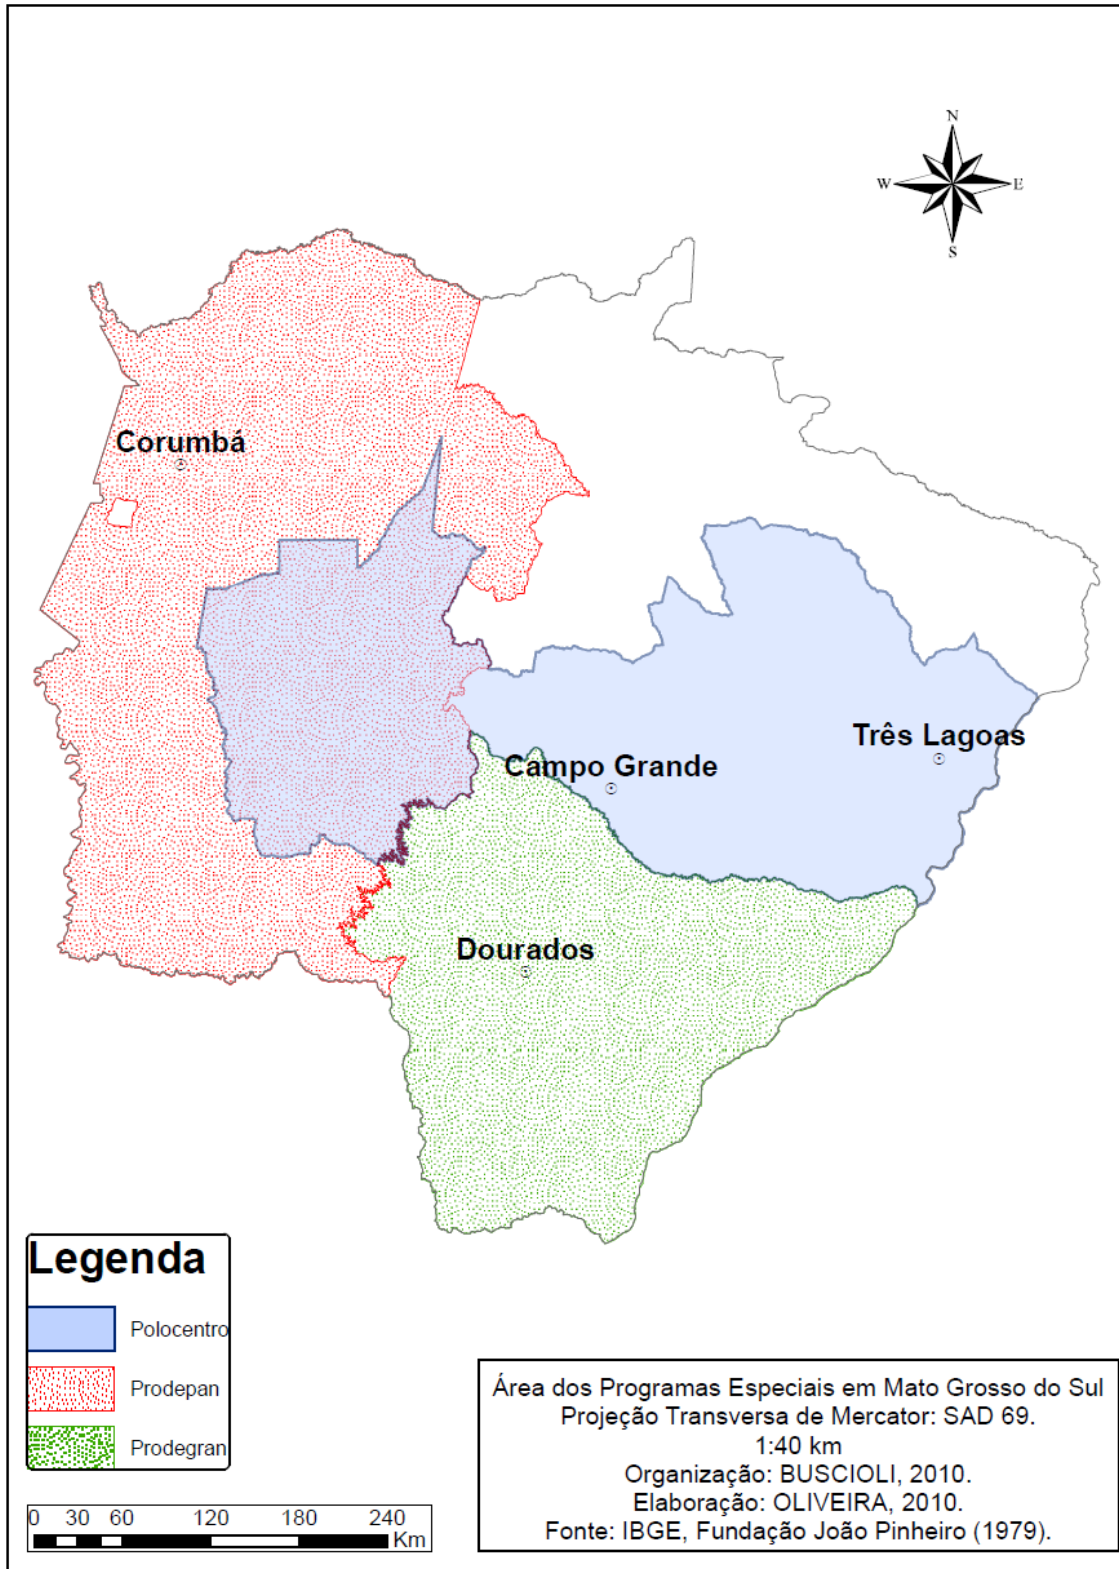 N
W E
S
Corumbá
Três Lagoas
Campo Grande
Dourados
Legenda
Polocentro
Prodepan
Prodegran
0 30 60 120 180 240
Km
Área dos Programas Especiais em Mato Grosso do Sul
Projeção Transversa de Mercator: SAD 69.
1:40 km
Organização: BUSCIOLI, 2010.
Elaboração: OLIVEIRA, 2010.
Fonte: IBGE, Fundação João Pinheiro (1979).